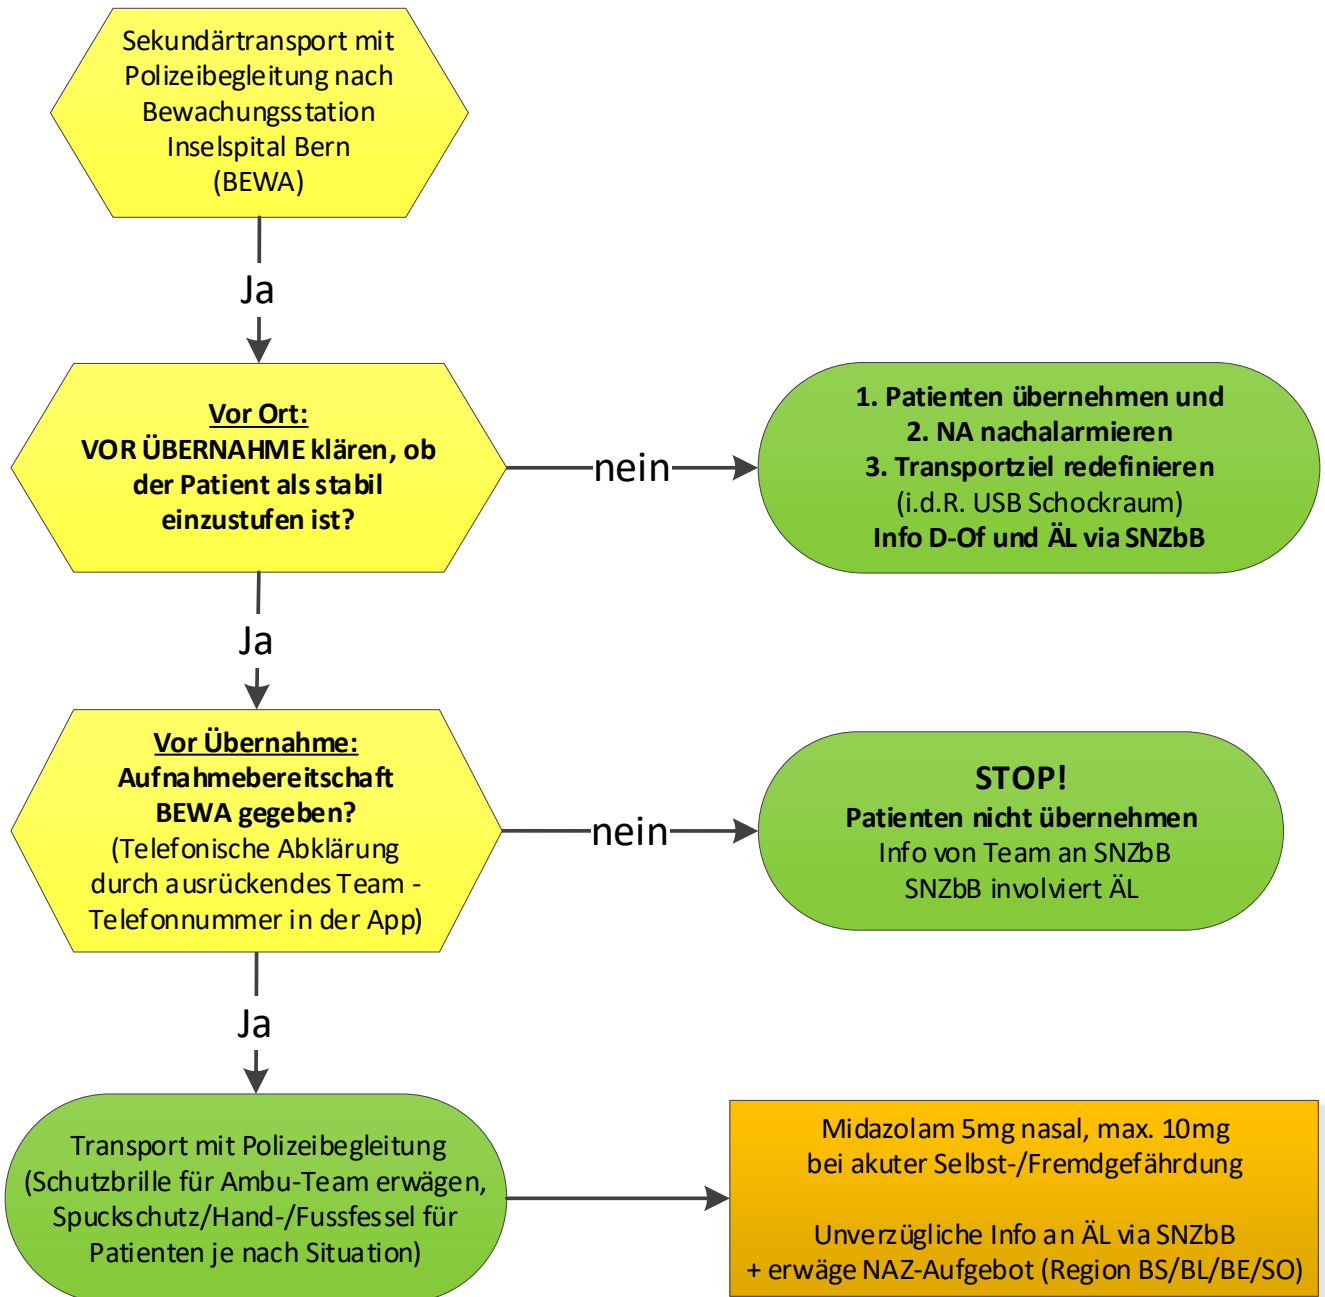 Sekundärtransport mit
Polizeibegleitung nach
Bewachungsstation
Inselspital Bern
(BEWA)
Ja
Vor Ort:
VOR ÜBERNAHME klären, ob
der Patient als stabil
einzustufen ist?
nein
1. Patienten übernehmen und
2. NA nachalarmieren
3. Transportziel redefinieren
(i.d.R. USB Schockraum)
Info D-Of und ÄL via SNZbB
Ja
Vor Übernahme:
Aufnahmebereitschaft
BEWA gegeben?
(Telefonische Abklärung
durch ausrückendes Team -
Telefonnummer in der App)
nein
STOP!
Patienten nicht übernehmen
Info von Team an SNZbB
SNZbB involviert ÄL
Ja
Transport mit Polizeibegleitung
(Schutzbrille für Ambu-Team erwägen,
Spuckschutz/Hand-/Fussfessel für
Patienten je nach Situation)
Midazolam 5mg nasal, max. 10mg
bei akuter Selbst-/Fremdgefährdung
Unverzügliche Info an ÄL via SNZbB
+ erwäge NAZ-Aufgebot (Region BS/BL/BE/SO)